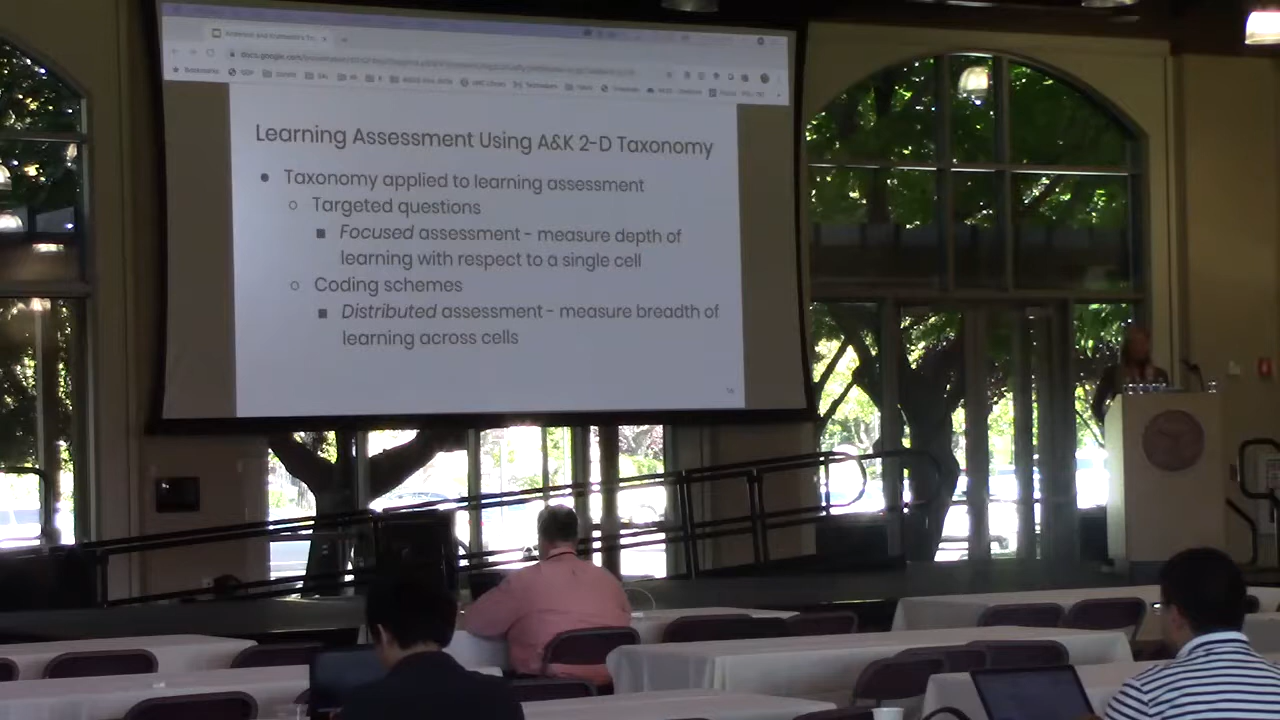 Bookmarks
Learning Assessment Using A&K 2-D Taxonomy
● Taxonomy applied to learning assessment
○ Targeted questions
■ Focused assessment - measure depth of
learning with respect to a single cell
○ Coding schemes
■ Distributed assessment - measure breadth of
learning across cells